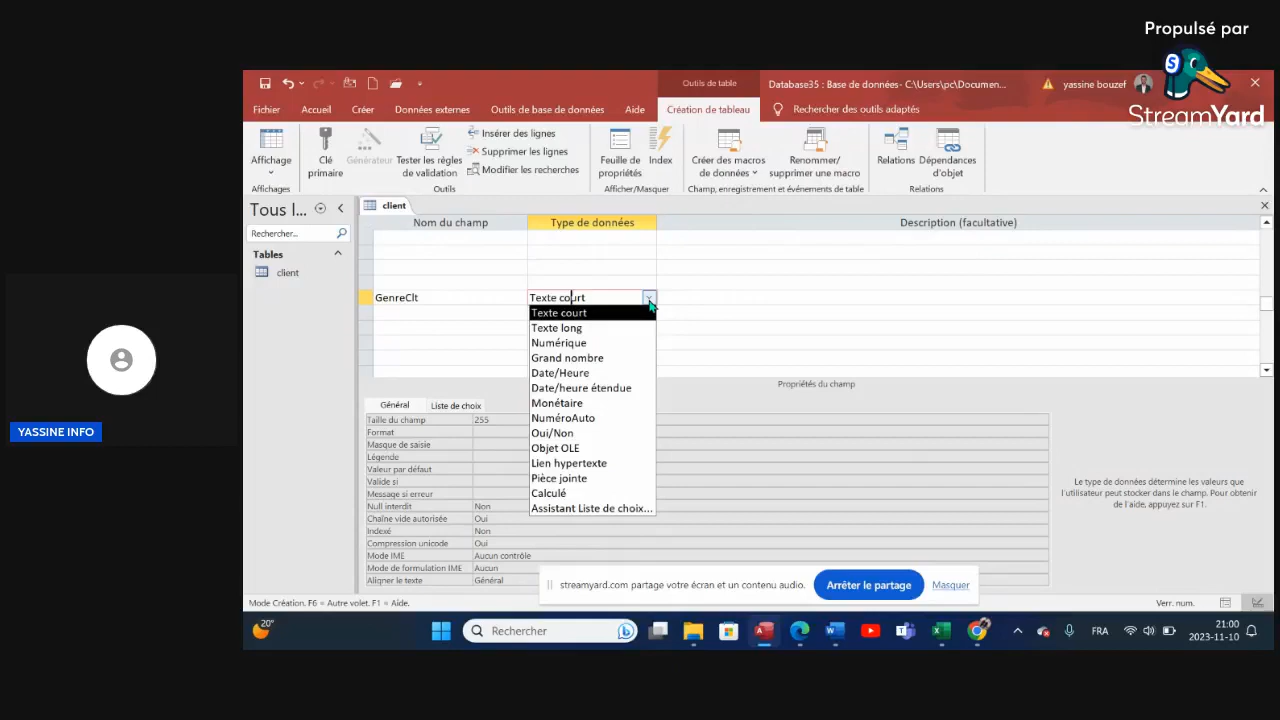 Propulsé par
StreamYard
Outils de table
Database35 : Base de données- C:\Users\pc\Documen...
yassine bouzef
Fichier
Accueil
Créer
Données externes
Outils de base de données
Aide
Création de tableau
Rechercher des outils adaptés
Affichage
Clé primaire
Générateur
Tester les règles de validation
Insérer des lignes
Supprimer les lignes
Modifier les recherches
Feuille de propriétés
Index
Créer des macros de données
Renommer/ supprimer une macro
Relations
Dépendances d'objet
Affichages
Outils
Afficher/Masquer
Champ, enregistrement et événements de table
Relations
Tous l...
Rechercher...
Tables
client
client
Nom du champ
Type de données
Description (facultative)
GenreClt
Texte court
Texte court
Texte long
Numérique
Grand nombre
Date/Heure
Date/heure étendue
Monétaire
NuméroAuto
Oui/Non
Objet OLE
Lien hypertexte
Pièce jointe
Calculé
Assistant Liste de choix...
Propriétés du champ
Général
Liste de choix
Taille du champ 255
Format
Masque de saisie
Légende
Valeur par défaut
Valide si
Message si erreur
Null interdit Non
Chaîne vide autorisée Oui
Indexé Non
Compression unicode Oui
Mode IME Aucun contrôle
Mode de formulation IME Aucun
Aligner le texte Général
Le type de données détermine les valeurs que
l'utilisateur peut stocker dans le champ. Pour obtenir
de l'aide, appuyez sur F1.
streamyard.com partage votre écran et un contenu audio.
Arrêter le partage
Masquer
Mode Création. F6 = Autre volet. F1 = Aide.
Verr. num.
YASSINE INFO
20°
Rechercher
FRA
21:00
2023-11-10